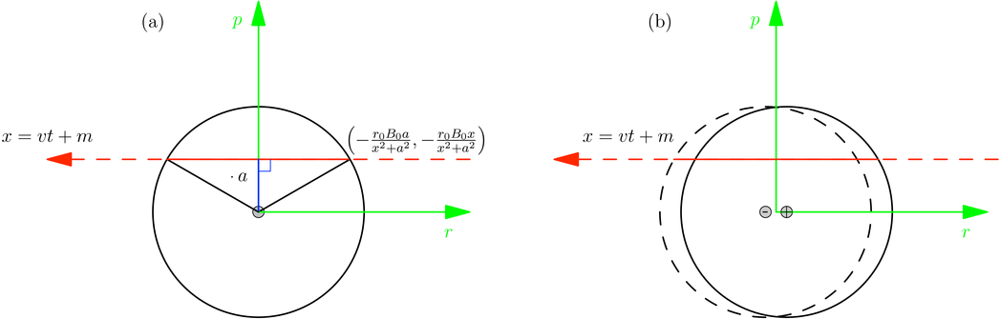 (a)
p
x = vt + m
(−r₀B₀a/(x² + a²), −r₀B₀x/(x² + a²))
· a
r
(b)
p
x = vt + m
- +
r